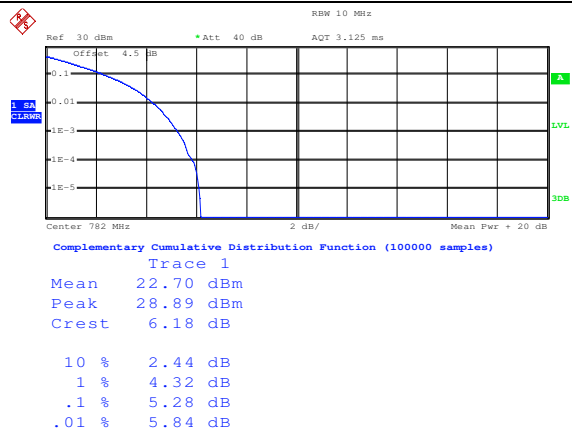 R S
RBW 10 MHz
Ref 30 dBm *Att 40 dB AQT 3.125 ms
Offset 4.5 dB
0.1
A
0.01
1 SA
CLRWR
LVL
1E-3
1E-4
1E-5
3DB
Center 782 MHz 2 dB/ Mean Pwr + 20 dB
Complementary Cumulative Distribution Function (100000 samples)
Trace 1
Mean 22.70 dBm
Peak 28.89 dBm
Crest 6.18 dB
10 % 2.44 dB
1 % 4.32 dB
.1 % 5.28 dB
.01 % 5.84 dB